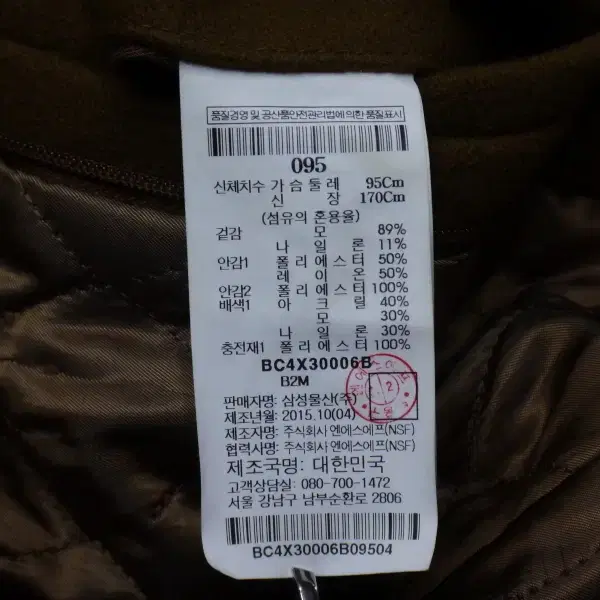 품질경영 및 공산품안전관리법에 의한 품질표시
095
신체치수 가 슴 둘 레 95Cm
신 장 170Cm
(섬유의 혼용율)
겉감 모 89%
나 일 론 11%
안감1 폴 리 에 스 터 50%
레 이 온 50%
안감2 폴 리 에 스 터 100%
배색1 아 크 릴 40%
모 30%
나 일 론 30%
충전재1 폴 리 에 스 터 100%
BC4X30006B
B2M
판매자명: 삼성물산(주)
제조년월: 2015.10(04)
제조자명: 주식회사 엔에스에프(NSF)
협력사명: 주식회사 엔에스에프(NSF)
제조국명: 대한민국
고객상담실: 080-700-1472
서울 강남구 남부순환로 2806
BC4X30006B09504